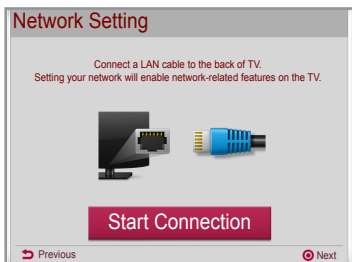 Network Setting
Connect a LAN cable to the back of TV.
Setting your network will enable network-related features on the TV.
Start Connection
Previous
Next